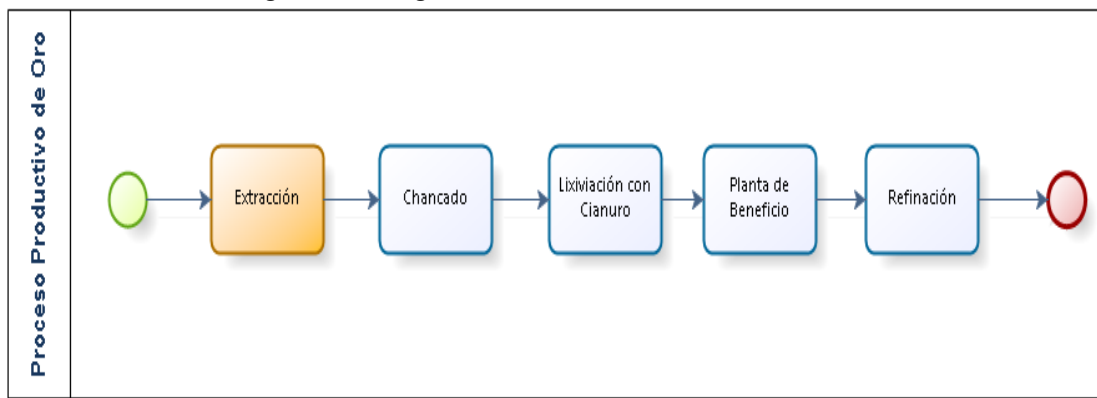 Proceso Productivo de Oro
Extracción
Chancado
Lixiviación con
Cianuro
Planta de
Beneficio
Refinación